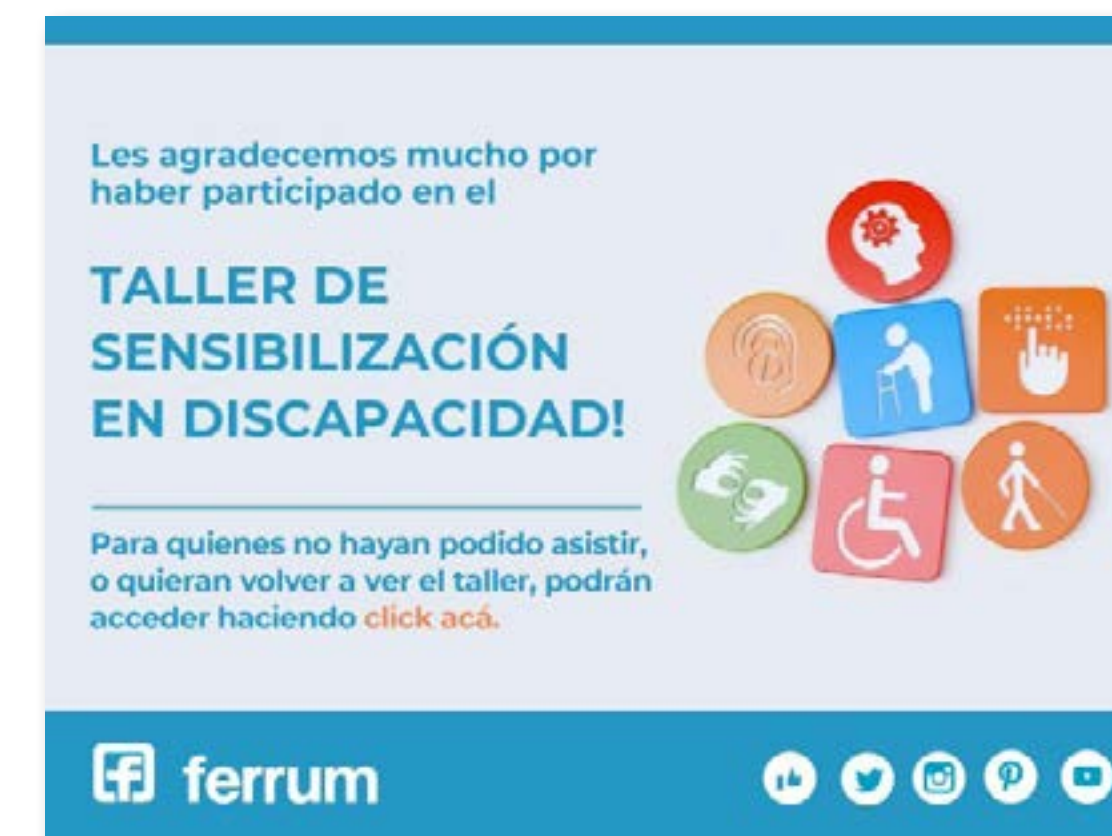 Les agradecemos mucho por
haber participado en el
TALLER DE
SENSIBILIZACIÓN
EN DISCAPACIDAD!
Para quienes no hayan podido asistir,
o quieran volver a ver el taller, podrán
acceder haciendo click acá.
ferrum